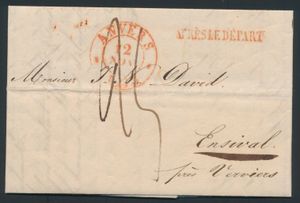 ANVERS
12
APRÈS LE DÉPART
Monsieur J. S. David.
Ensival
près Verviers